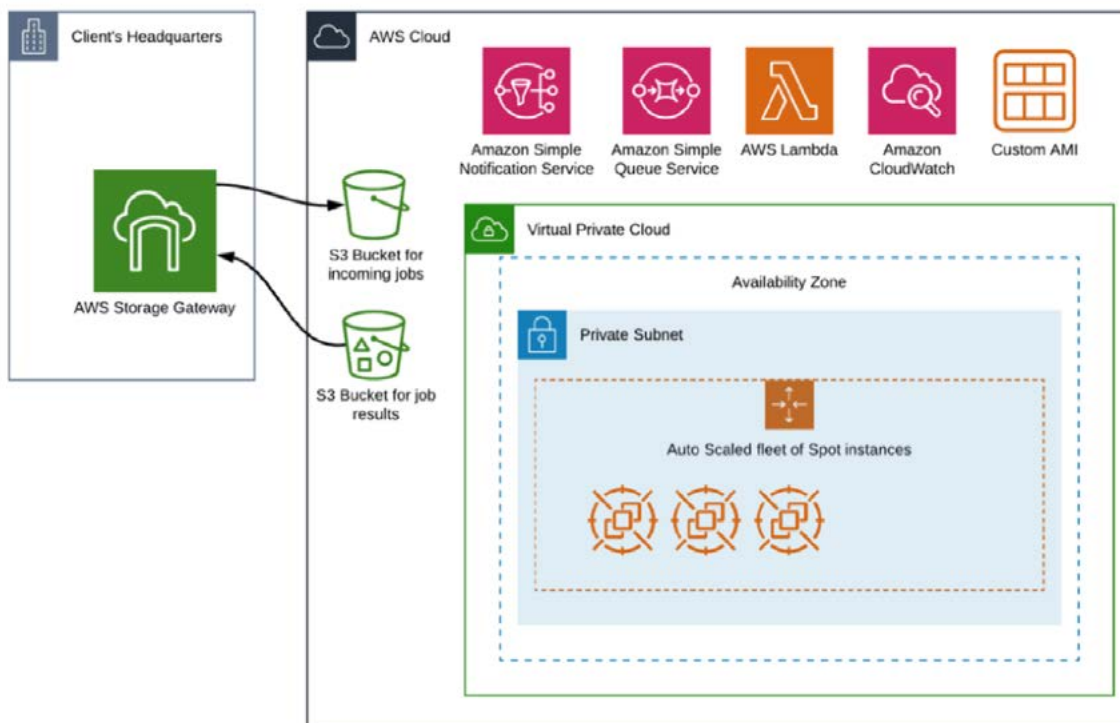 Client's Headquarters
AWS Cloud
Amazon Simple
Notification Service
Amazon Simple
Queue Service
AWS Lambda
Amazon
CloudWatch
Custom AMI
AWS Storage Gateway
S3 Bucket for
incoming jobs
S3 Bucket for job
results
Virtual Private Cloud
Availability Zone
Private Subnet
Auto Scaled fleet of Spot instances